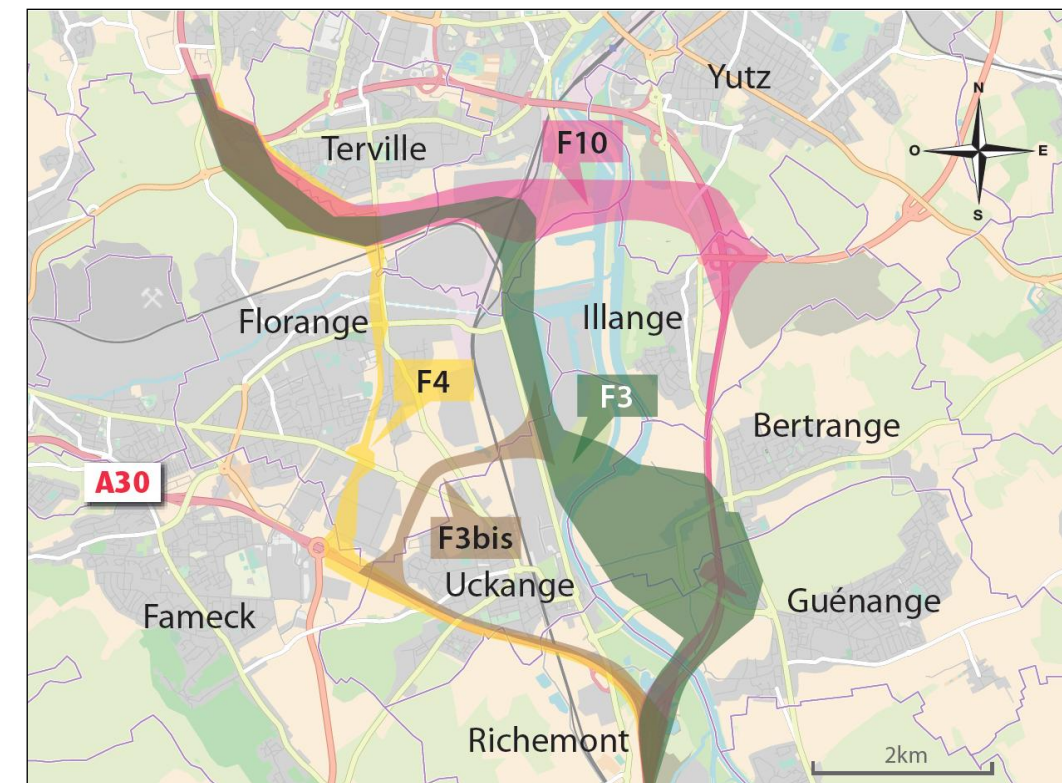 Yutz
N
O
E
S
Terville
F10
Florange
Illange
F4
F3
Bertrange
A30
F3bis
Uckange
Guénange
Fameck
Richemont
2km